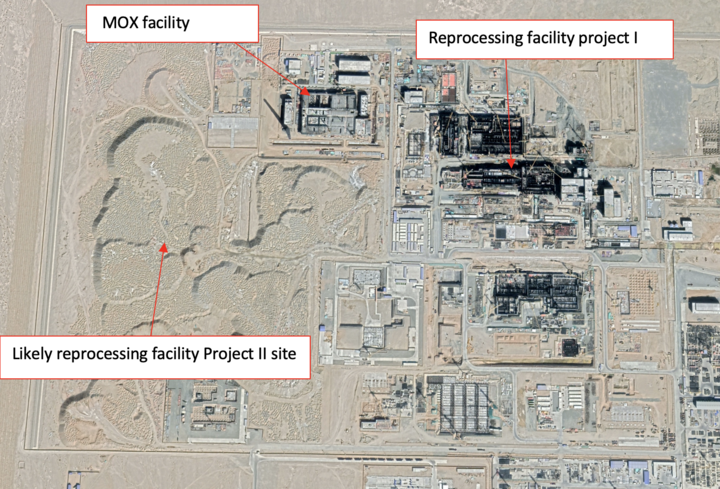 MOX facility
Reprocessing facility project I
Likely reprocessing facility Project II site